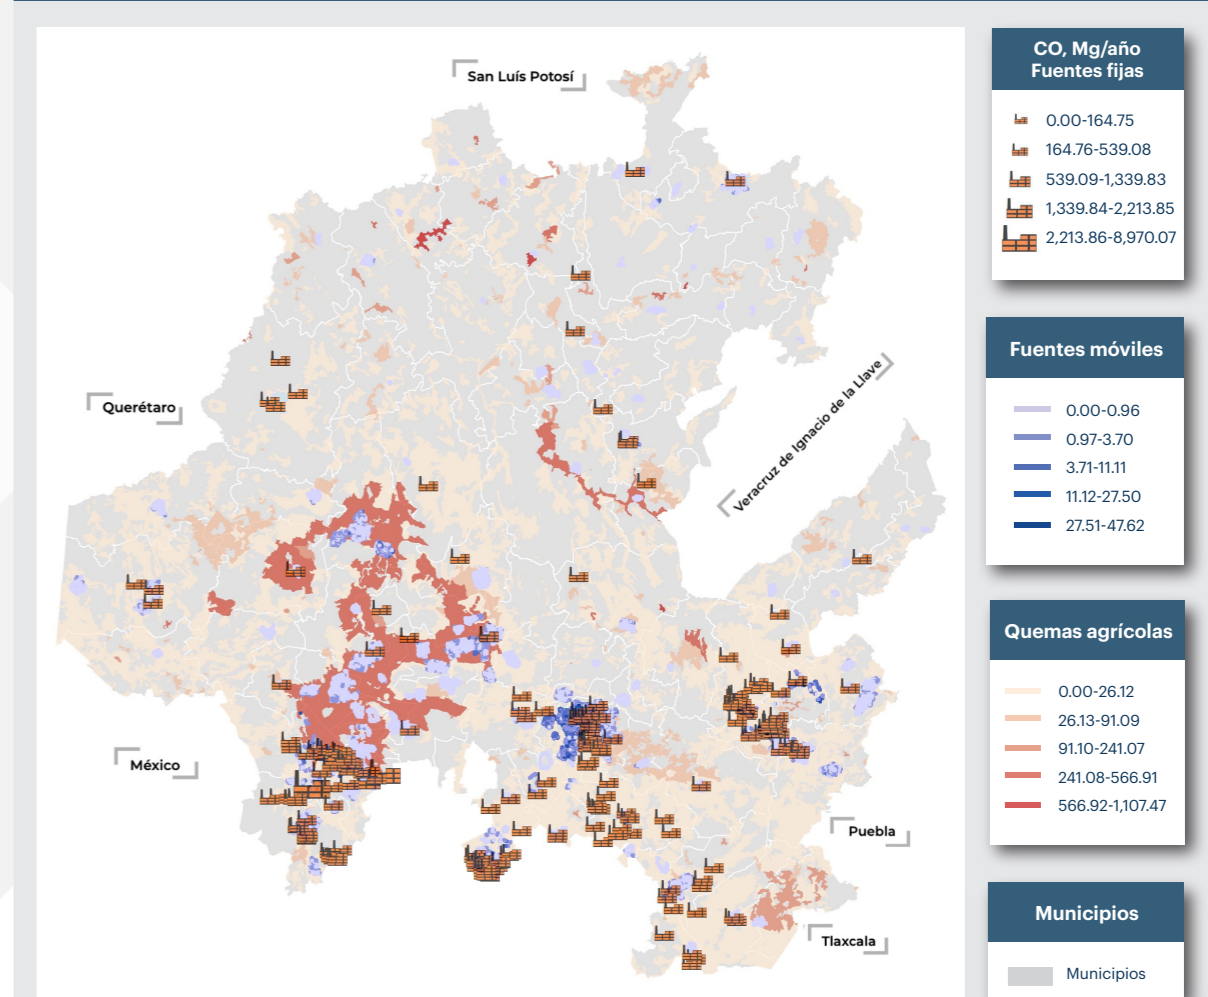 San Luís Potosí
Querétaro
Veracruz de Ignacio de la Llave
México
Puebla
Tlaxcala
CO, Mg/año
Fuentes fijas
0.00-164.75
164.76-539.08
539.09-1,339.83
1,339.84-2,213.85
2,213.86-8,970.07
Fuentes móviles
0.00-0.96
0.97-3.70
3.71-11.11
11.12-27.50
27.51-47.62
Quemas agrícolas
0.00-26.12
26.13-91.09
91.10-241.07
241.08-566.91
566.92-1,107.47
Municipios
Municipios